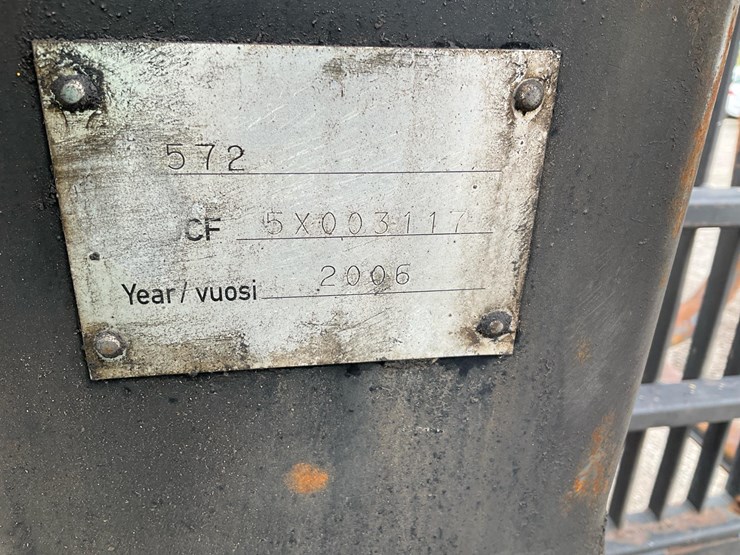 572
CF 5X003117
Year / vuosi 2006